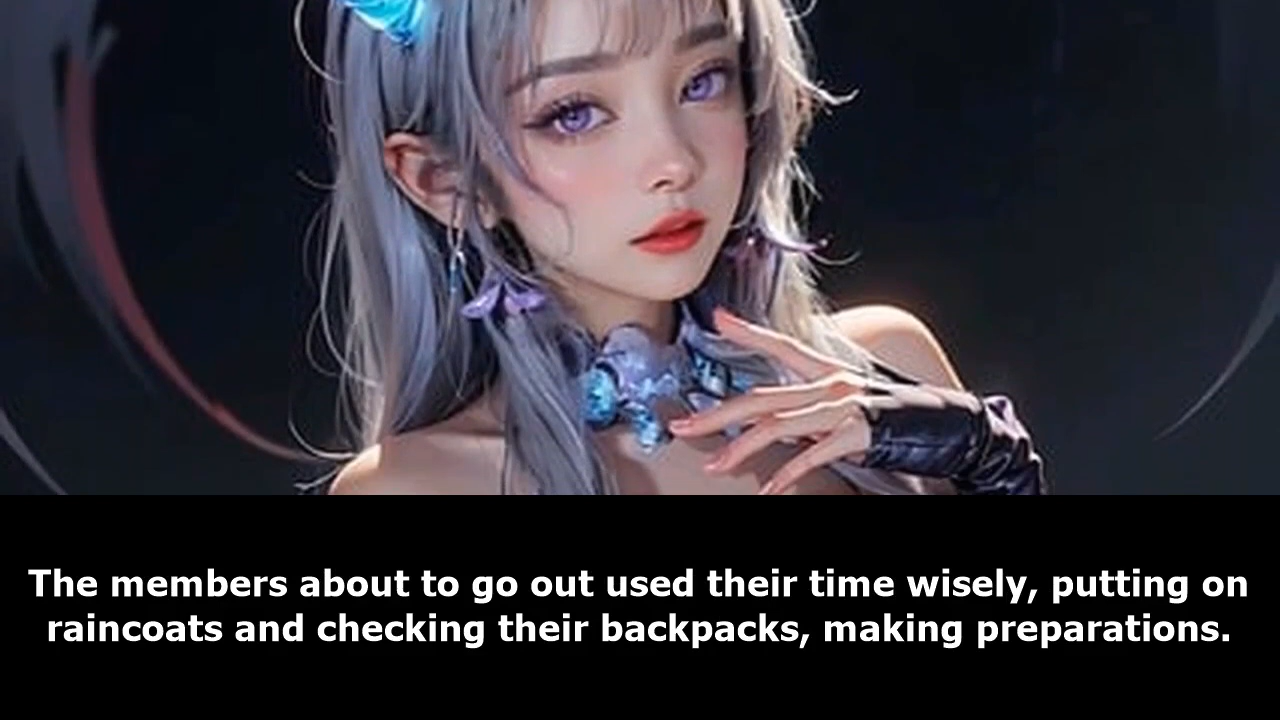 The members about to go out used their time wisely, putting on
raincoats and checking their backpacks, making preparations.